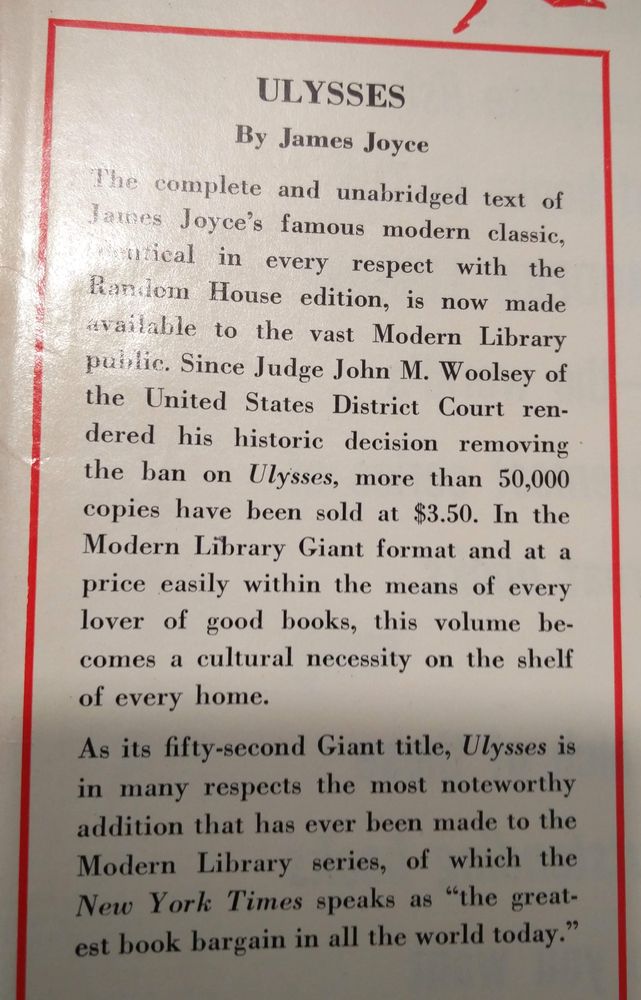 ULYSSES
By James Joyce
The complete and unabridged text of
James Joyce's famous modern classic,
identical in every respect with the
Random House edition, is now made
available to the vast Modern Library
public. Since Judge John M. Woolsey of
the United States District Court ren-
dered his historic decision removing
the ban on Ulysses, more than 50,000
copies have been sold at $3.50. In the
Modern Library Giant format and at a
price easily within the means of every
lover of good books, this volume be-
comes a cultural necessity on the shelf
of every home.
As its fifty-second Giant title, Ulysses is
in many respects the most noteworthy
addition that has ever been made to the
Modern Library series, of which the
New York Times speaks as “the great-
est book bargain in all the world today.”